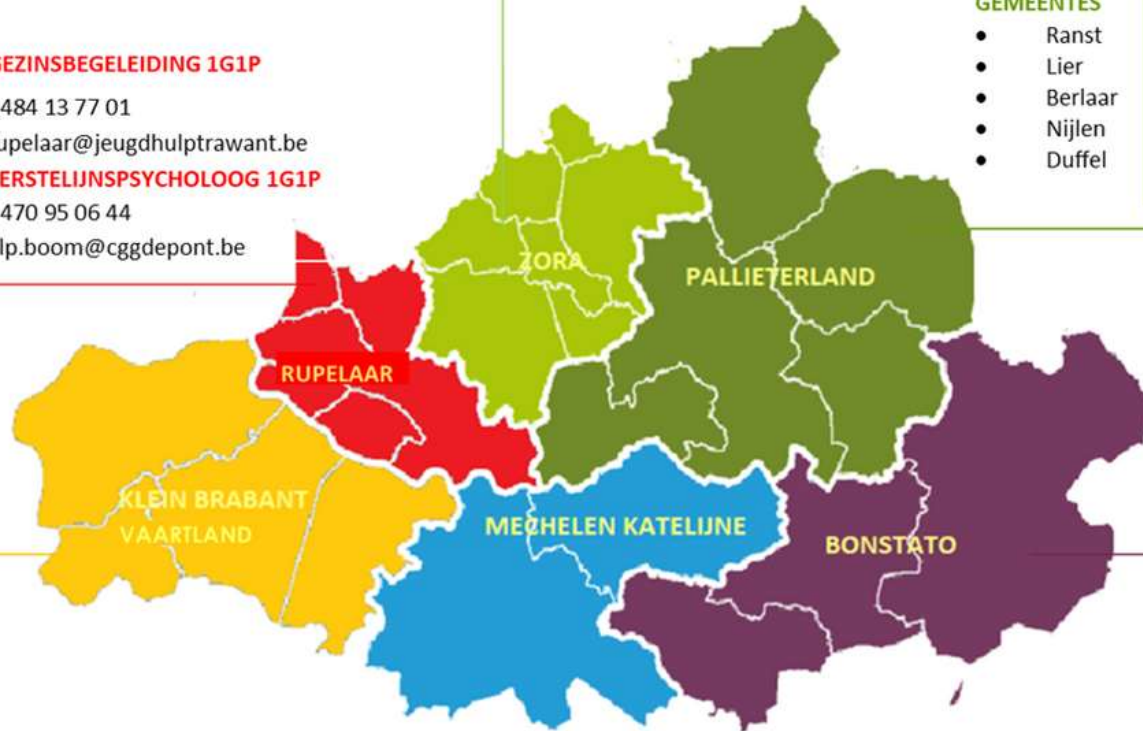 GEMEENTES
• Ranst
• Lier
• Berlaar
• Nijlen
• Duffel
GEZINSBEGELEIDING 1G1P
484 13 77 01
upelaar@jeugdhulptrawant.be
ERSTELIJNSPSYCHOLOOG 1G1P
470 95 06 44
lp.boom@cggdepont.be
ZORA
PALLIETERLAND
RUPELAAR
KLEIN BRABANT
VAARTLAND
MECHELEN KATELIJNE
BONSTATO